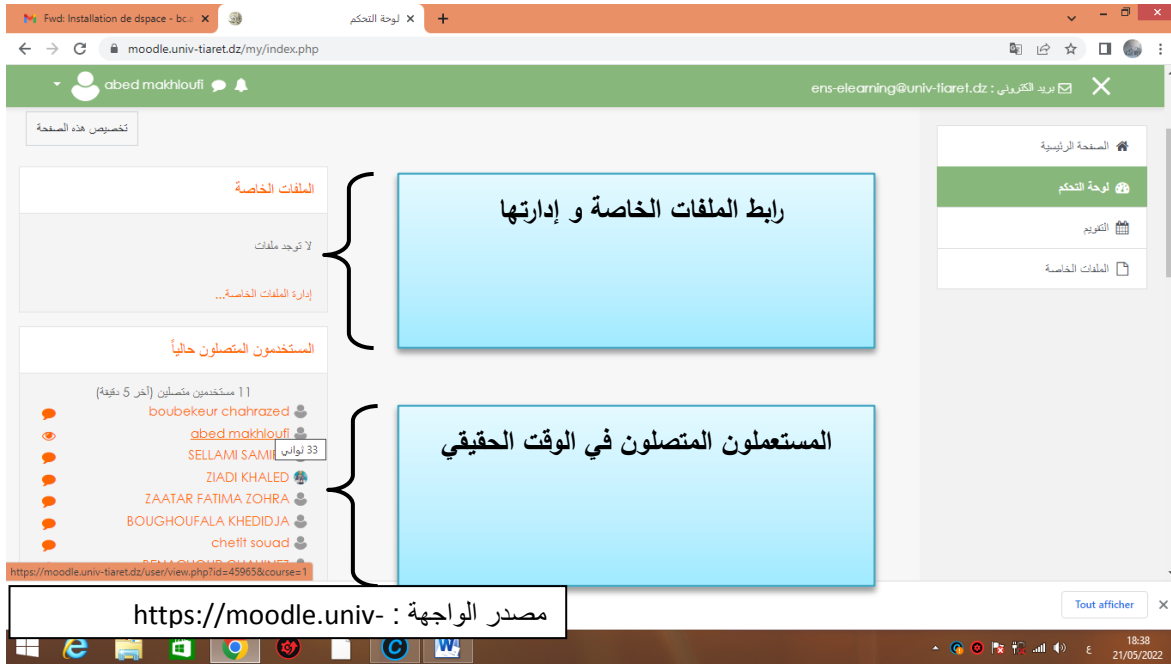 Fwd: Installation de dspace - bc.a
لوحة التحكم
moodle.univ-tiaret.dz/my/index.php
بريد الكتروني : ens-elearning@univ-tiaret.dz
abed makhloufi
تخصيص هذه الصفحة
الصفحة الرئيسية
لوحة التحكم
التقويم
الملفات الخاصة
الملفات الخاصة
لا توجد ملفات
إدارة الملفات الخاصة...
رابط الملفات الخاصة و إدارتها
المستخدمون المتصلون حالياً
11 مستخدمين متصلين (آخر 5 دقيقة)
boubekeur chahrazed
abed makhloufi
33 ثواني
SELLAMI
ZIADI KHALED
ZAATAR FATIMA ZOHRA
BOUGHOUFALA KHEDIDJA
chetit souad
المستعملون المتصلون في الوقت الحقيقي
https://moodle.univ-tiaret.dz/user/view.php?id=45965&course=1
مصدر الواجهة : https://moodle.univ-
Tout afficher
18:38
21/05/2022